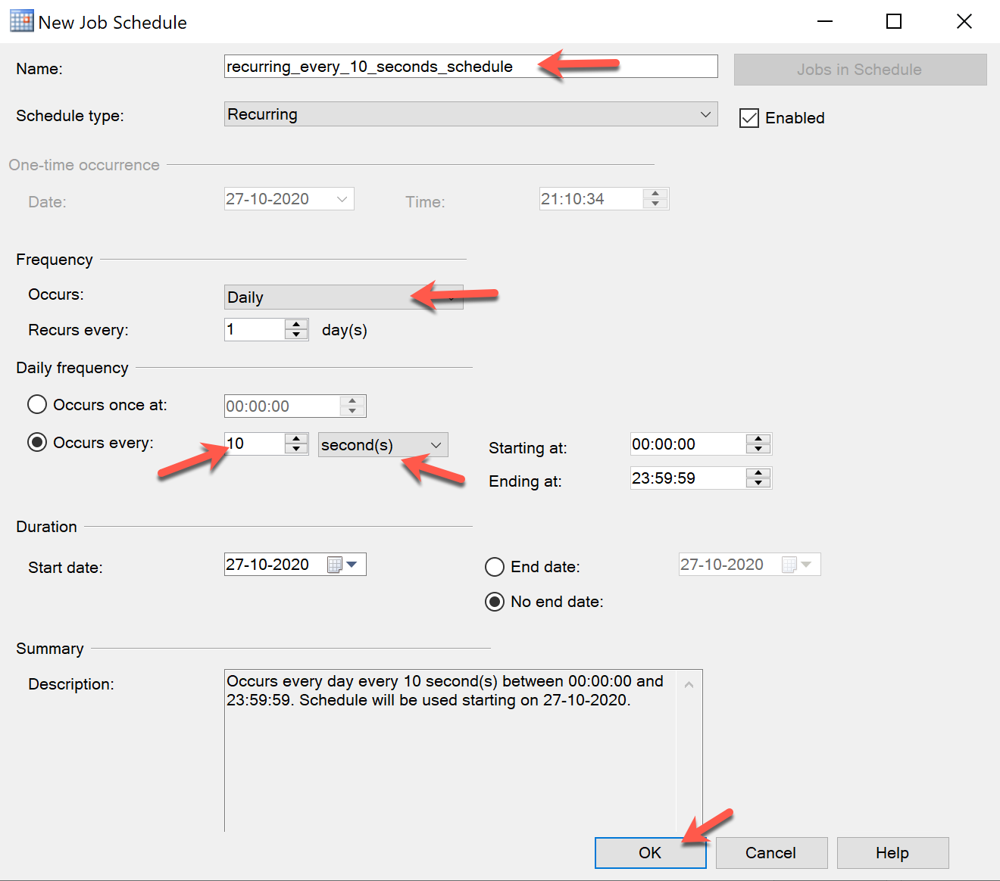 New Job Schedule
Name: recurring_every_10_seconds_schedule Jobs in Schedule
Schedule type: Recurring Enabled
One-time occurrence
Date: 27-10-2020 Time: 21:10:34
Frequency
Occurs: Daily
Recurs every: 1 day(s)
Daily frequency
Occurs once at: 00:00:00
Occurs every: 10 second(s) Starting at: 00:00:00
Ending at: 23:59:59
Duration
Start date: 27-10-2020 End date: 27-10-2020
No end date:
Summary
Description: Occurs every day every 10 second(s) between 00:00:00 and
23:59:59. Schedule will be used starting on 27-10-2020.
OK Cancel Help